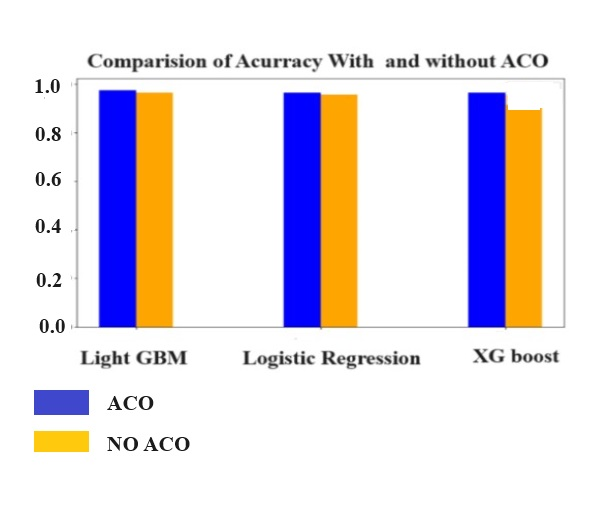 Comparision of Acurracy With and without ACO
1.0
0.8
0.6
0.4
0.2
0.0
Light GBM
Logistic Regression
XG boost
ACO
NO ACO